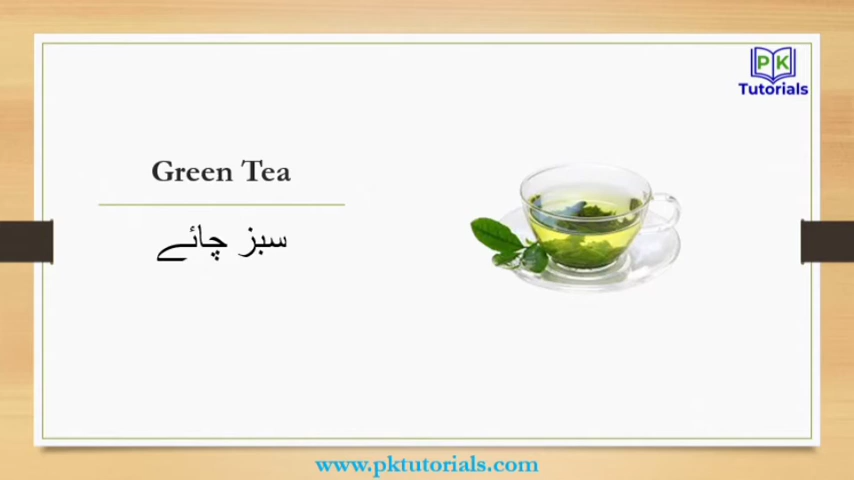 PK
Tutorials
Green Tea
سبز چائے
www.pktutorials.com